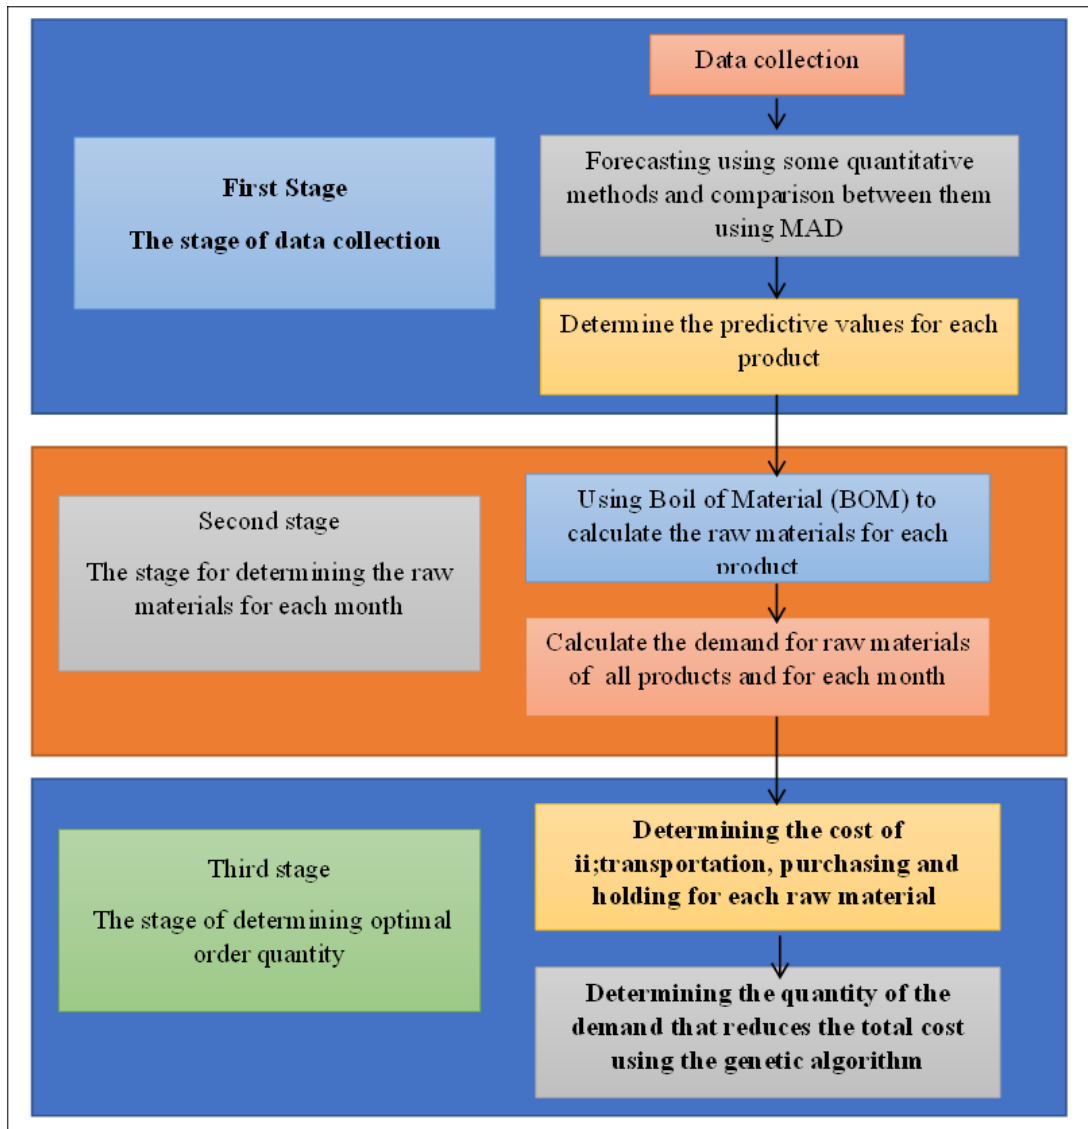 Data collection
First Stage
The stage of data collection
Forecasting using some quantitative
methods and comparison between them
using MAD
Determine the predictive values for each
product
Second stage
The stage for determining the raw
materials for each month
Using Boil of Material (BOM) to
calculate the raw materials for each
product
Calculate the demand for raw materials
of all products and for each month
Third stage
The stage of determining optimal
order quantity
Determining the cost of
ii;transportation, purchasing and
holding for each raw material
Determining the quantity of the
demand that reduces the total cost
using the genetic algorithm